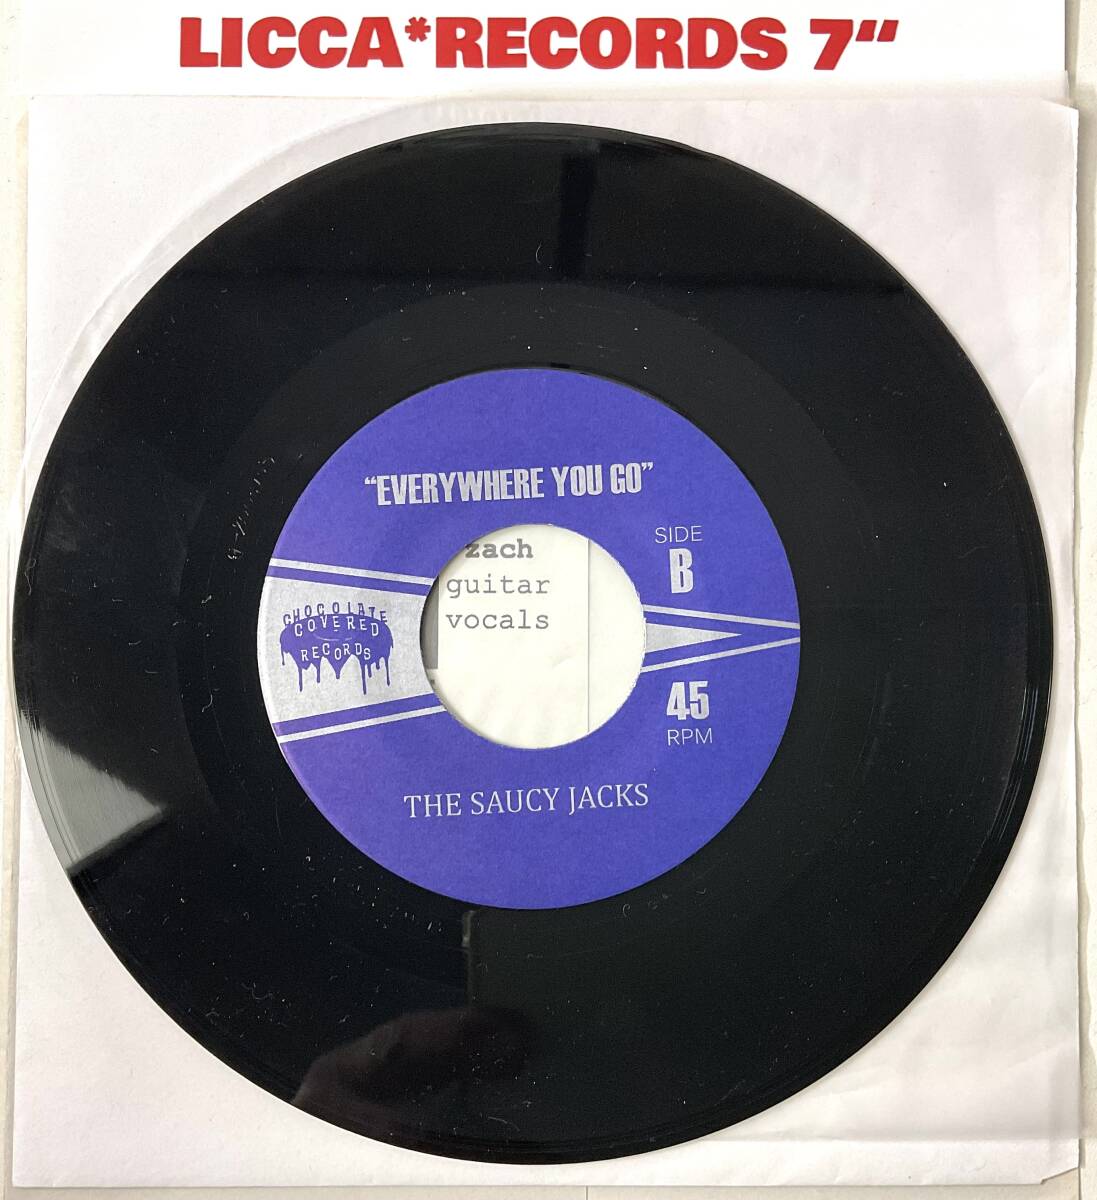 LICCA*RECORDS 7"
"EVERYWHERE YOU GO"
SIDE
B
zach
guitar
vocals
CHOCOLATE
COVERED
RECORDS
45
RPM
THE SAUCY JACKS